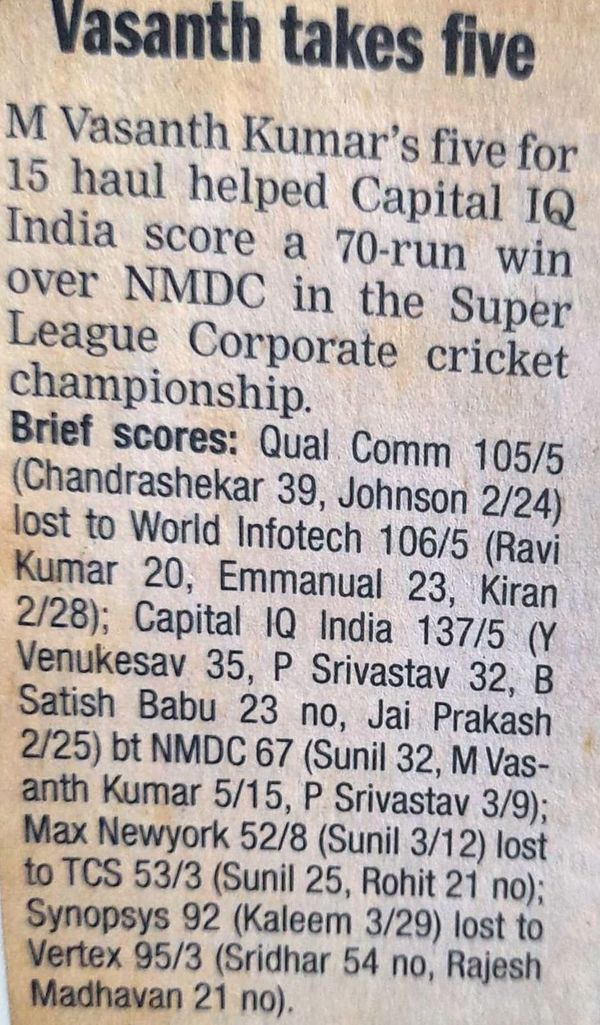 Vasanth takes five
M Vasanth Kumar's five for
15 haul helped Capital IQ
India score a 70-run win
over NMDC in the Super
League Corporate cricket
championship.
Brief scores: Qual Comm 105/5
(Chandrashekar 39, Johnson 2/24)
lost to World Infotech 106/5 (Ravi
Kumar 20, Emmanual 23, Kiran
2/28); Capital IQ India 137/5 (Y
Venukesav 35, P Srivastav 32, B
Satish Babu 23 no, Jai Prakash
2/25) bt NMDC 67 (Sunil 32, M Vas-
anth Kumar 5/15, P Srivastav 3/9);
Max Newyork 52/8 (Sunil 3/12) lost
to TCS 53/3 (Sunil 25, Rohit 21 no);
Synopsys 92 (Kaleem 3/29) lost to
Vertex 95/3 (Sridhar 54 no, Rajesh
Madhavan 21 no).